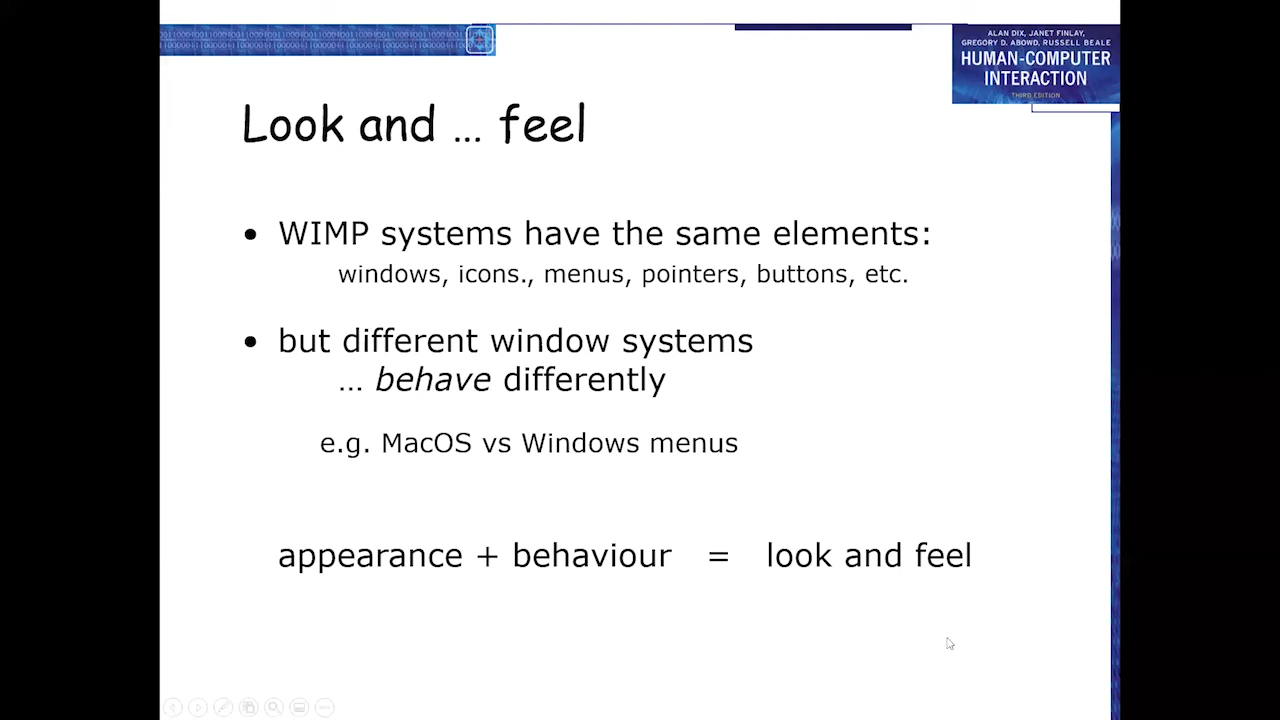 ALAN DIX, JANET FINLAY,
GREGORY D. ABOWD, RUSSELL BEALE
HUMAN-COMPUTER
INTERACTION
THIRD EDITION
Look and … feel
• WIMP systems have the same elements:
windows, icons., menus, pointers, buttons, etc.
• but different window systems
… behave differently
e.g. MacOS vs Windows menus
appearance + behaviour = look and feel